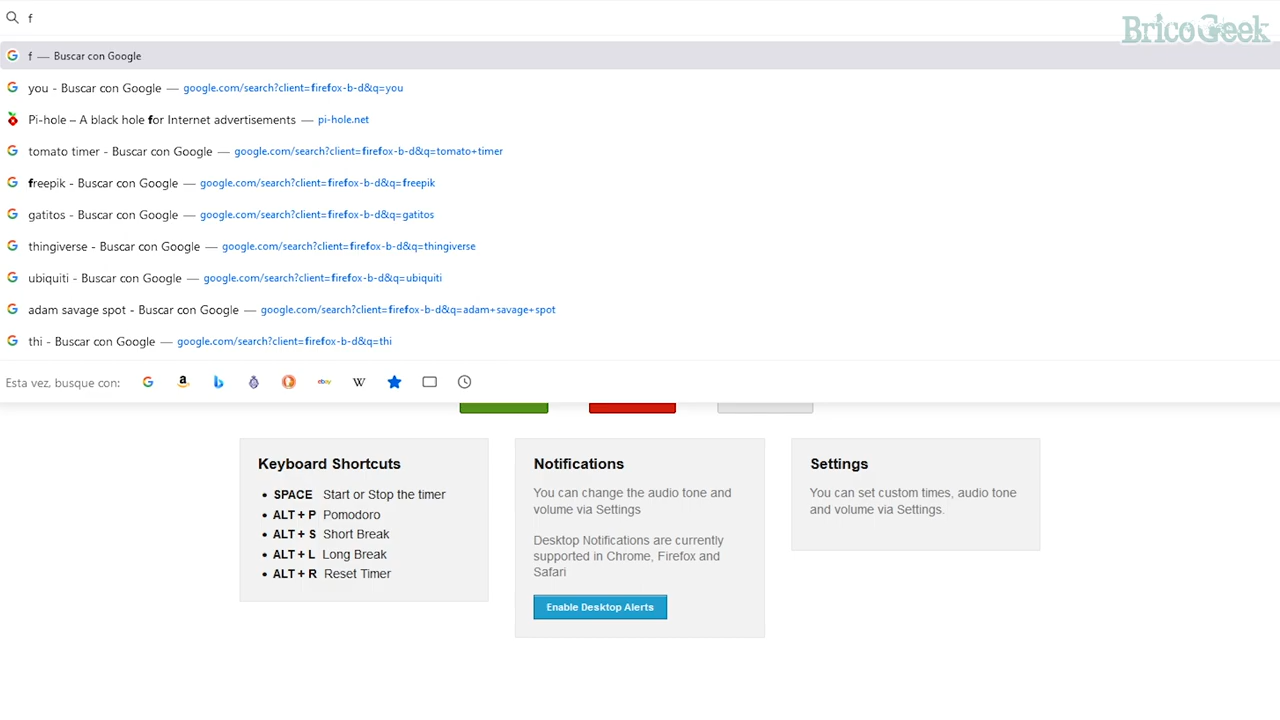 f
BricoGeek
f — Buscar con Google
you - Buscar con Google — google.com/search?client=firefox-b-d&q=you
Pi-hole – A black hole for Internet advertisements — pi-hole.net
tomato timer - Buscar con Google — google.com/search?client=firefox-b-d&q=tomato+timer
freepik - Buscar con Google — google.com/search?client=firefox-b-d&q=freepik
gatitos - Buscar con Google — google.com/search?client=firefox-b-d&q=gatitos
thingiverse - Buscar con Google — google.com/search?client=firefox-b-d&q=thingiverse
ubiquiti - Buscar con Google — google.com/search?client=firefox-b-d&q=ubiquiti
adam savage spot - Buscar con Google — google.com/search?client=firefox-b-d&q=adam+savage+spot
thi - Buscar con Google — google.com/search?client=firefox-b-d&q=thi
Esta vez, busque con:
Keyboard Shortcuts
• SPACE Start or Stop the timer
• ALT + P Pomodoro
• ALT + S Short Break
• ALT + L Long Break
• ALT + R Reset Timer
Notifications
You can change the audio tone and
volume via Settings
Desktop Notifications are currently
supported in Chrome, Firefox and
Safari
Enable Desktop Alerts
Settings
You can set custom times, audio tone
and volume via Settings.